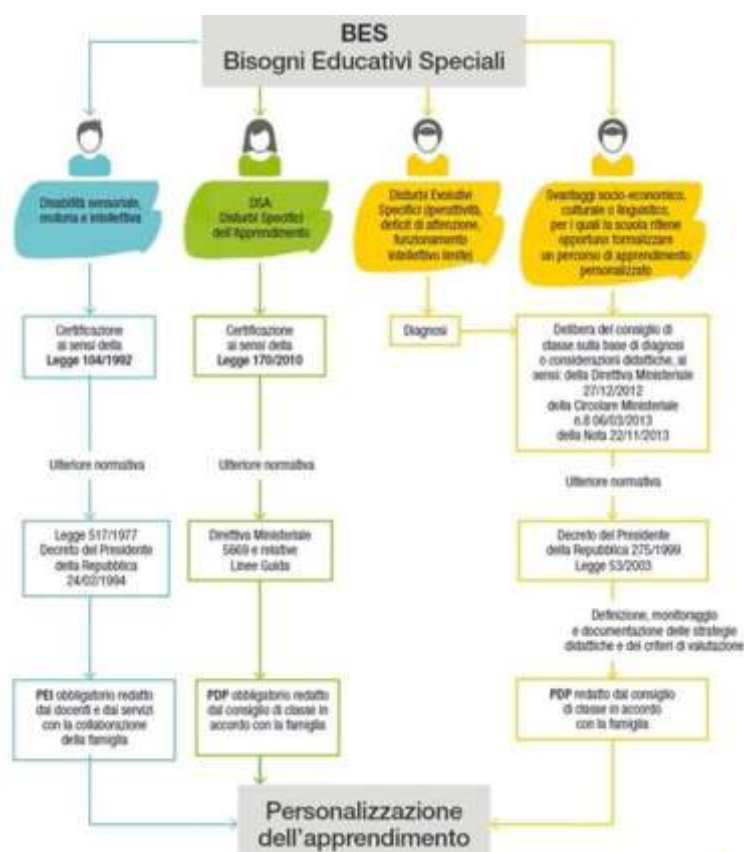 BES
Bisogni Educativi Speciali
Disabilità sensoriale,
motoria e intellettiva
DSA:
Disturbi Specifici
dell'Apprendimento
Disturbi Evolutivi
Specifici (iperattività,
deficit di attenzione,
funzionamento
intellettivo limite)
Svantaggi socio-economico,
culturale o linguistico,
per i quali la scuola ritiene
opportuno formalizzare
un percorso di apprendimento
personalizzato
Certificazione
ai sensi della
Legge 104/1992
Certificazione
ai sensi della
Legge 170/2010
Diagnosi
Delibera del consiglio di
classe sulla base di diagnosi
o considerazioni didattiche, ai
sensi: della Direttiva Ministeriale
27/12/2012
della Circolare Ministeriale
n.8 06/03/2013
della Nota 22/11/2013
Ulteriore normativa
Ulteriore normativa
Ulteriore normativa
Legge 517/1977
Decreto del Presidente
della Repubblica
24/02/1994
Direttiva Ministeriale
5669 e relative
Linee Guida
Decreto del Presidente
della Repubblica 275/1999
Legge 53/2003
Definizione, monitoraggio
e documentazione delle strategie
didattiche e dei criteri di valutazione
PEI obbligatorio redatto
dai docenti e dai servizi
con la collaborazione
della famiglia
PDP obbligatorio redatto
dal consiglio di classe in
accordo con la famiglia
PDP redatto dal consiglio
di classe in accordo
con la famiglia
Personalizzazione
dell'apprendimento